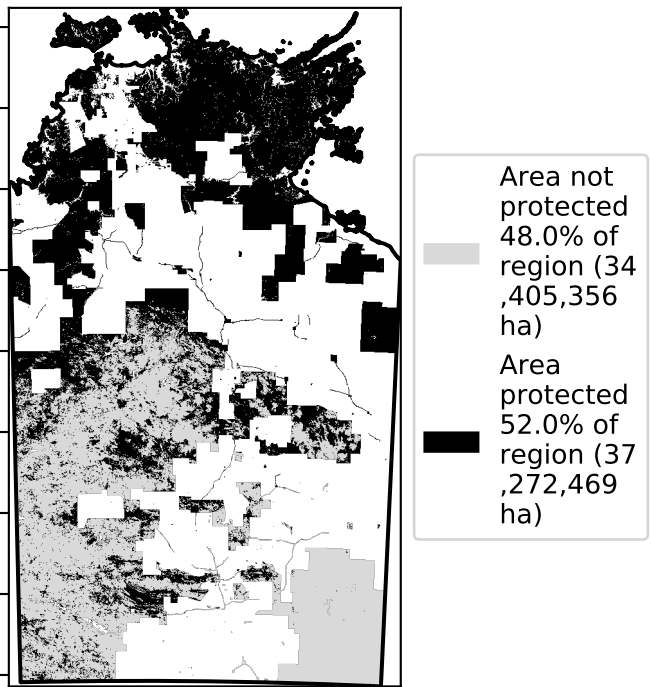 Area not
protected
48.0% of
region (34
,405,356
ha)
Area
protected
52.0% of
region (37
,272,469
ha)